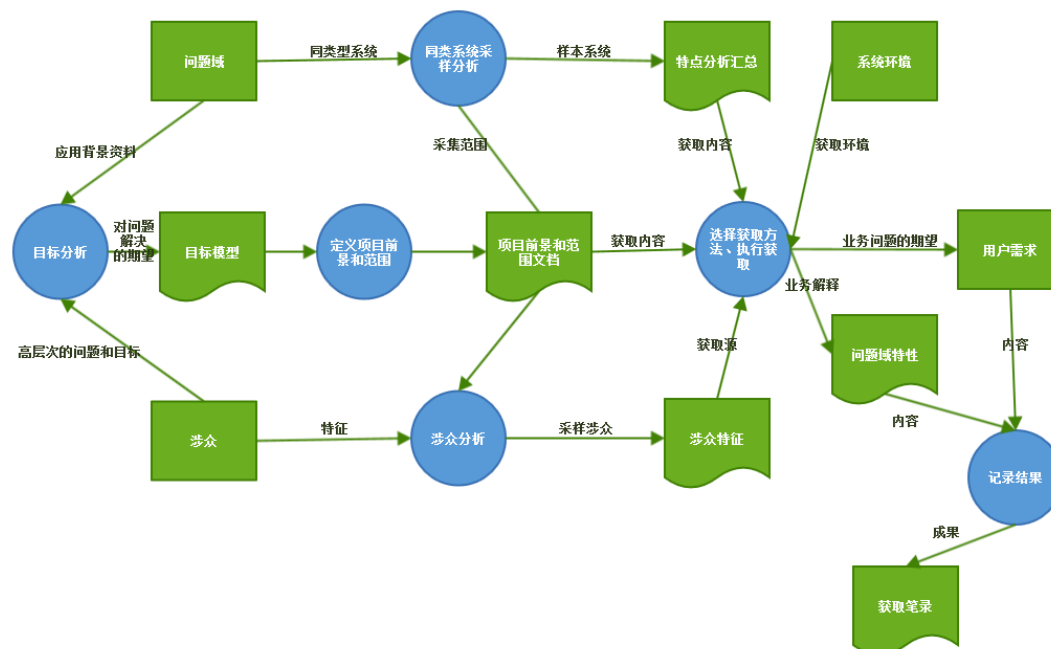 问题域
同类型系统
同类系统采
样分析
样本系统
特点分析汇总
系统环境
应用背景资料
采集范围
获取内容
获取环境
目标分析
对问题
解决
的期望
目标模型
定义项目前
景和范围
项目前景和范
围文档
获取内容
选择获取方
法、执行获
取
业务问题的期望
用户需求
业务解释
高层次的问题和目标
获取源
问题域特性
内容
涉众
特征
涉众分析
采样涉众
涉众特征
内容
记录结果
成果
获取笔录